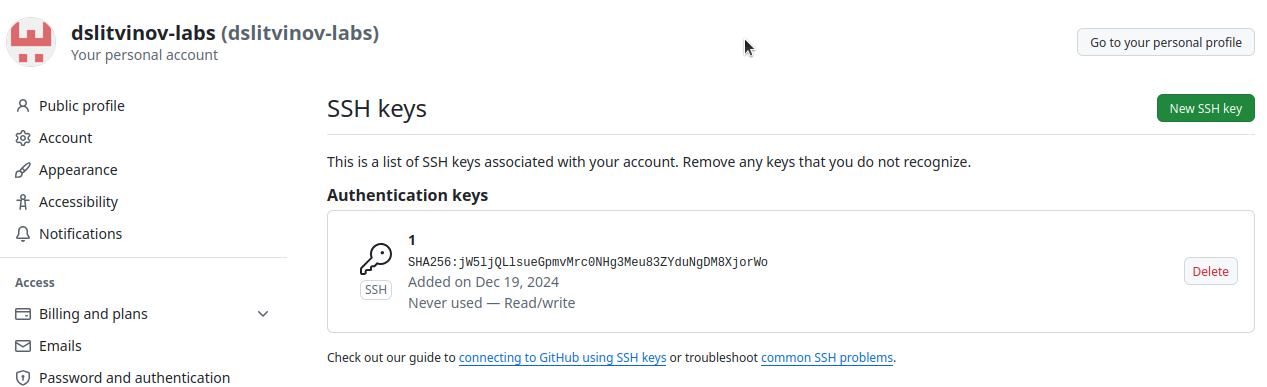 dslitvinov-labs (dslitvinov-labs)
Your personal account
Go to your personal profile
Public profile
Account
Appearance
Accessibility
Notifications
Access
Billing and plans
Emails
Password and authentication
SSH keys
New SSH key
This is a list of SSH keys associated with your account. Remove any keys that you do not recognize.
Authentication keys
1
SHA256:jW5ljQLlsueGpmvMrc0NHg3Meu83ZYduNgDM8XjorWo
Added on Dec 19, 2024
Never used — Read/write
SSH
Delete
Check out our guide to connecting to GitHub using SSH keys or troubleshoot common SSH problems.